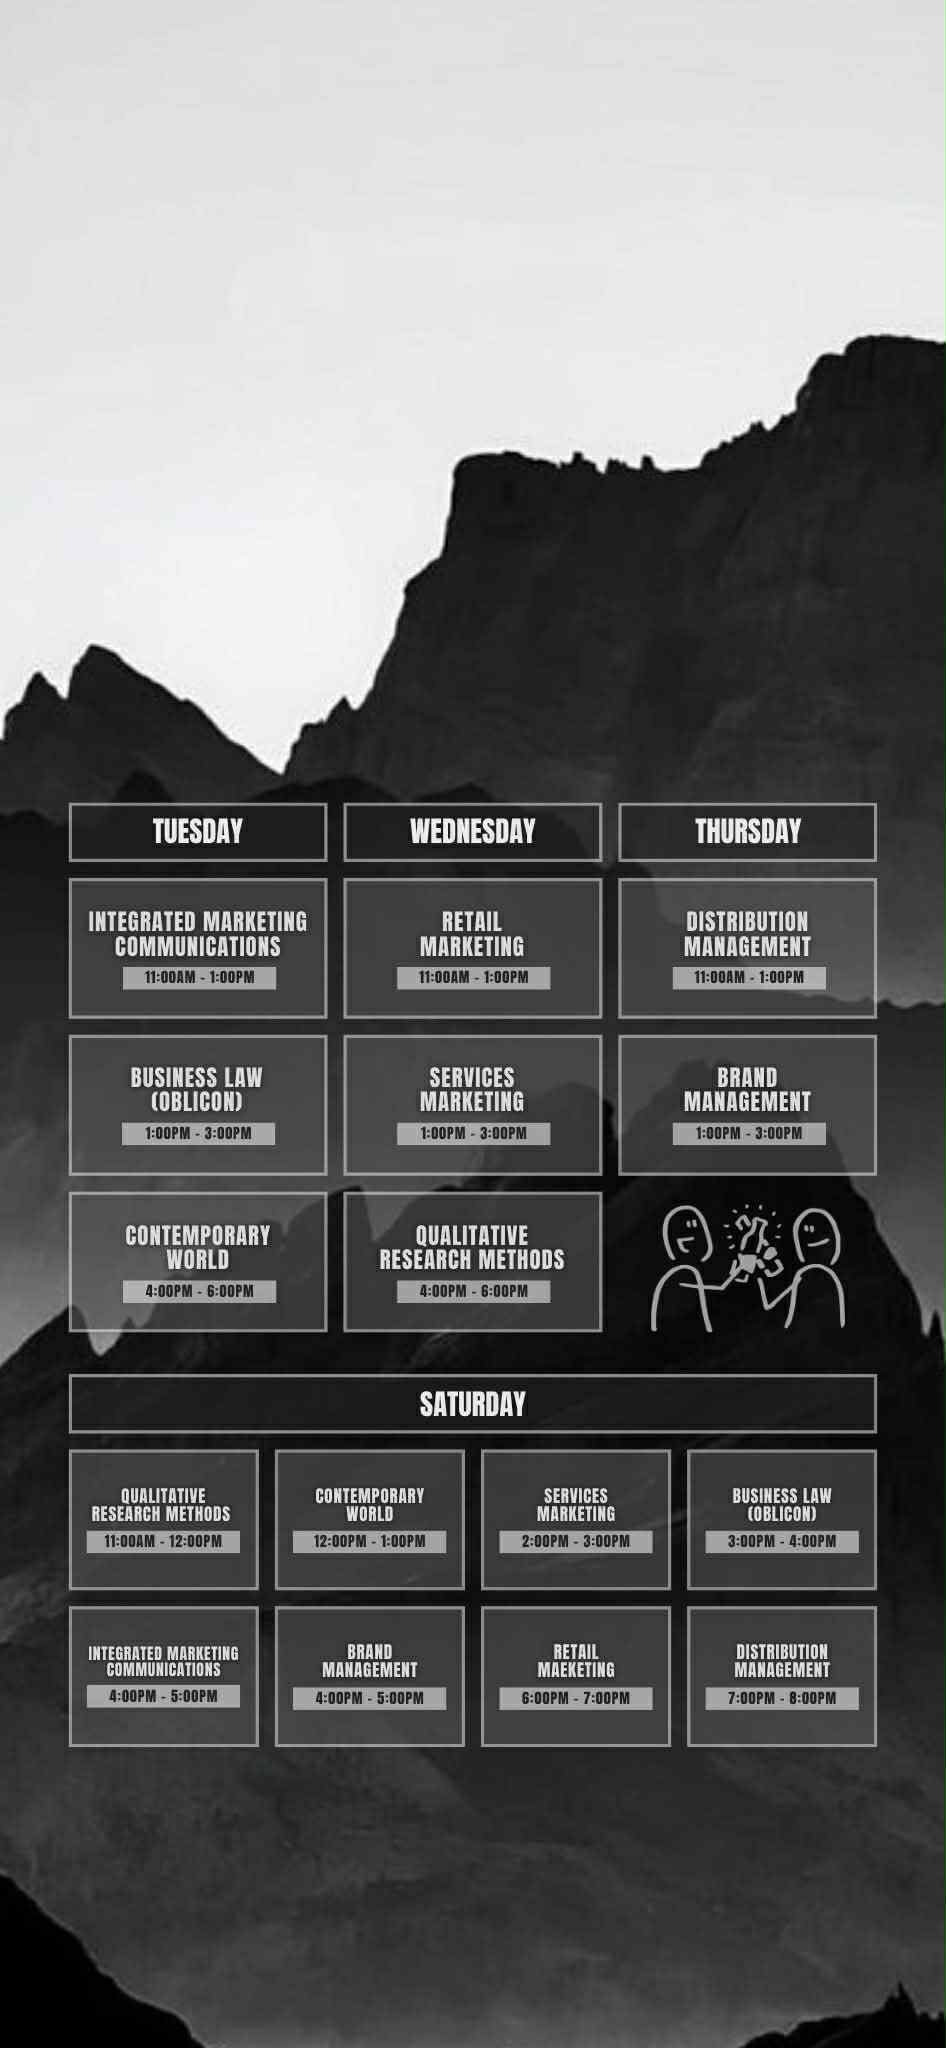 TUESDAY
WEDNESDAY
THURSDAY
INTEGRATED MARKETING
COMMUNICATIONS
11:00AM - 1:00PM
RETAIL
MARKETING
11:00AM - 1:00PM
DISTRIBUTION
MANAGEMENT
11:00AM - 1:00PM
BUSINESS LAW
(OBLICON)
1:00PM - 3:00PM
SERVICES
MARKETING
1:00PM - 3:00PM
BRAND
MANAGEMENT
1:00PM - 3:00PM
CONTEMPORARY
WORLD
4:00PM - 6:00PM
QUALITATIVE
RESEARCH METHODS
4:00PM - 6:00PM
SATURDAY
QUALITATIVE
RESEARCH METHODS
11:00AM - 12:00PM
CONTEMPORARY
WORLD
12:00PM - 1:00PM
SERVICES
MARKETING
2:00PM - 3:00PM
BUSINESS LAW
(OBLICON)
3:00PM - 4:00PM
INTEGRATED MARKETING
COMMUNICATIONS
4:00PM - 5:00PM
BRAND
MANAGEMENT
4:00PM - 5:00PM
RETAIL
MAEKETING
6:00PM - 7:00PM
DISTRIBUTION
MANAGEMENT
7:00PM - 8:00PM